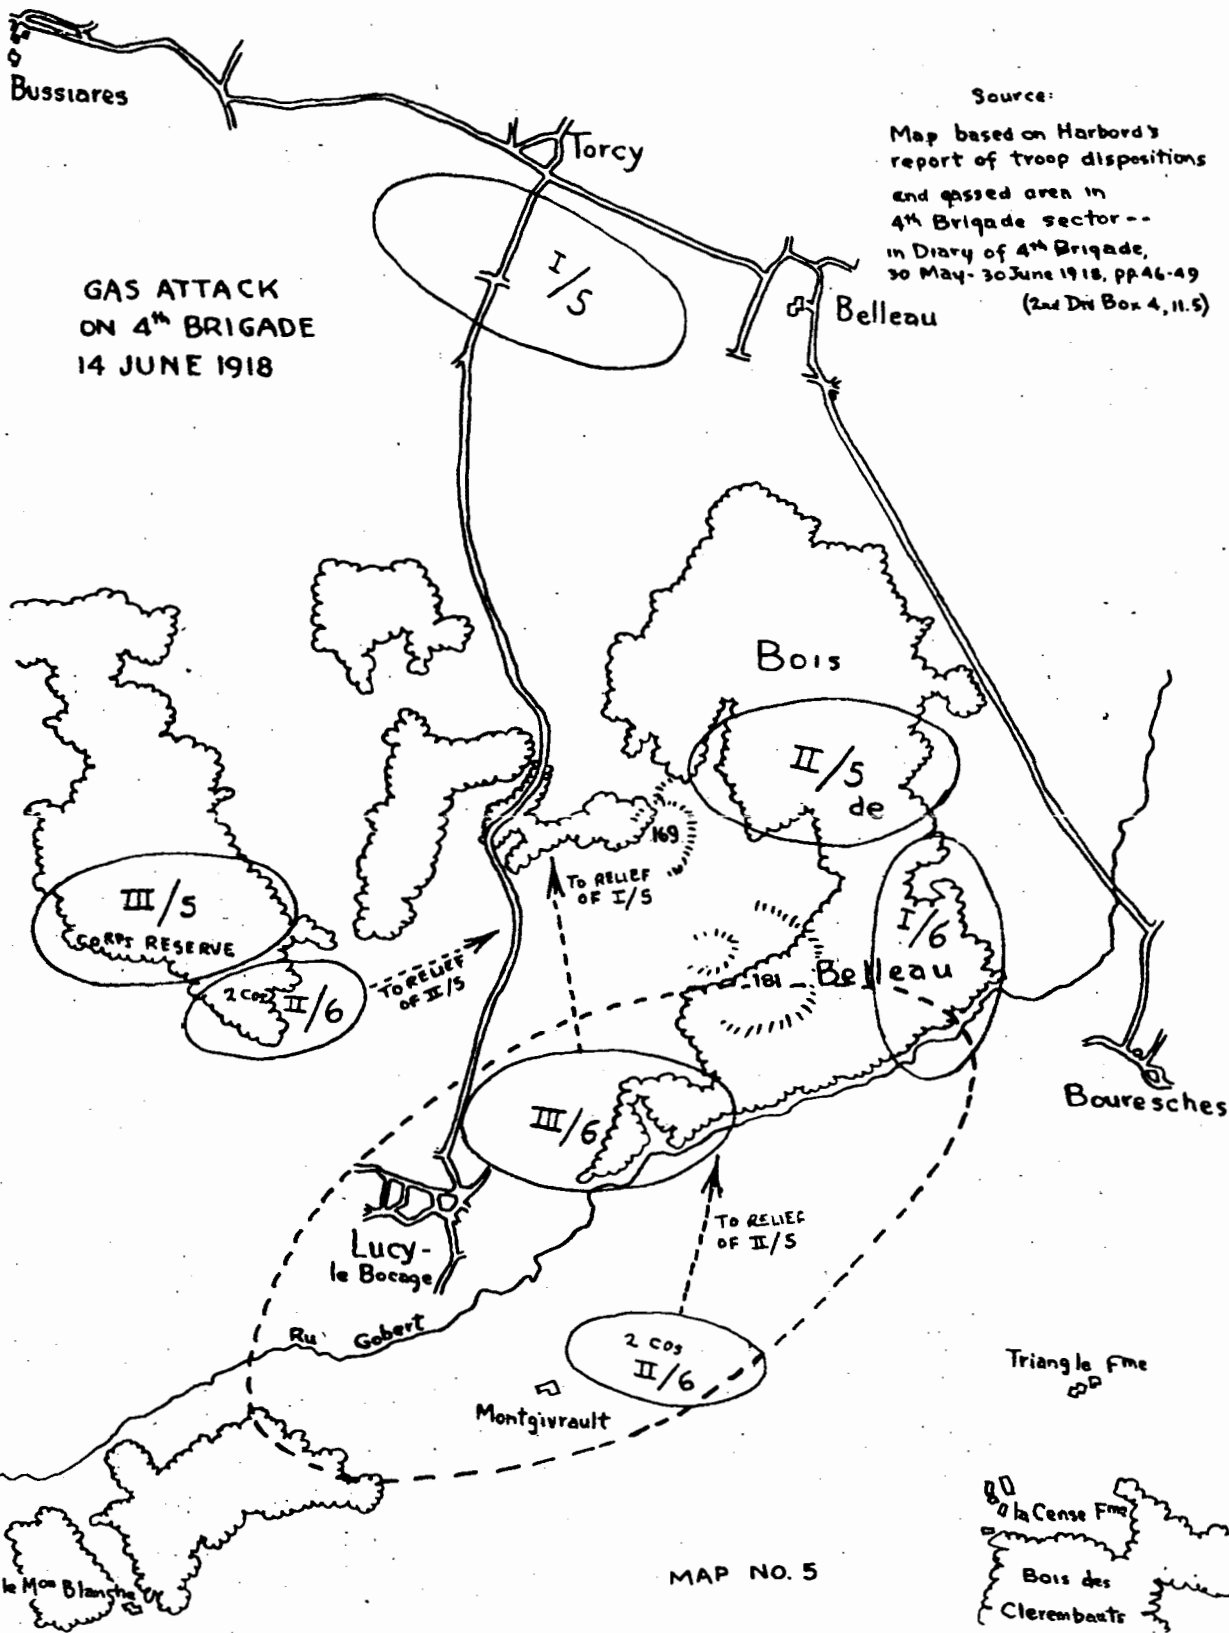 Bussiares
Torcy
Source:
Map based on Harbord's
report of troop dispositions
and gassed area in
4th Brigade sector--
in Diary of 4th Brigade,
30 May-30 June 1918, pp.46-49
(2nd Div Box 4, 11.5)
GAS ATTACK
ON 4th BRIGADE
14 JUNE 1918
I/5
Belleau
Bois
II/5
de
169
TO RELIEF
OF I/5
III/5
CORPS RESERVE
I/6
2 COS
II/6
TO RELIEF
OF II/5
181
Belleau
Bouresches
III/6
TO RELIEF
OF II/5
Lucy-
le Bocage
Ru Gobert
2 COS
II/6
Montgivrault
Triangle Fme
la Cense Fme
MAP NO. 5
Bois des
Clerembauts
le Mon Blanche